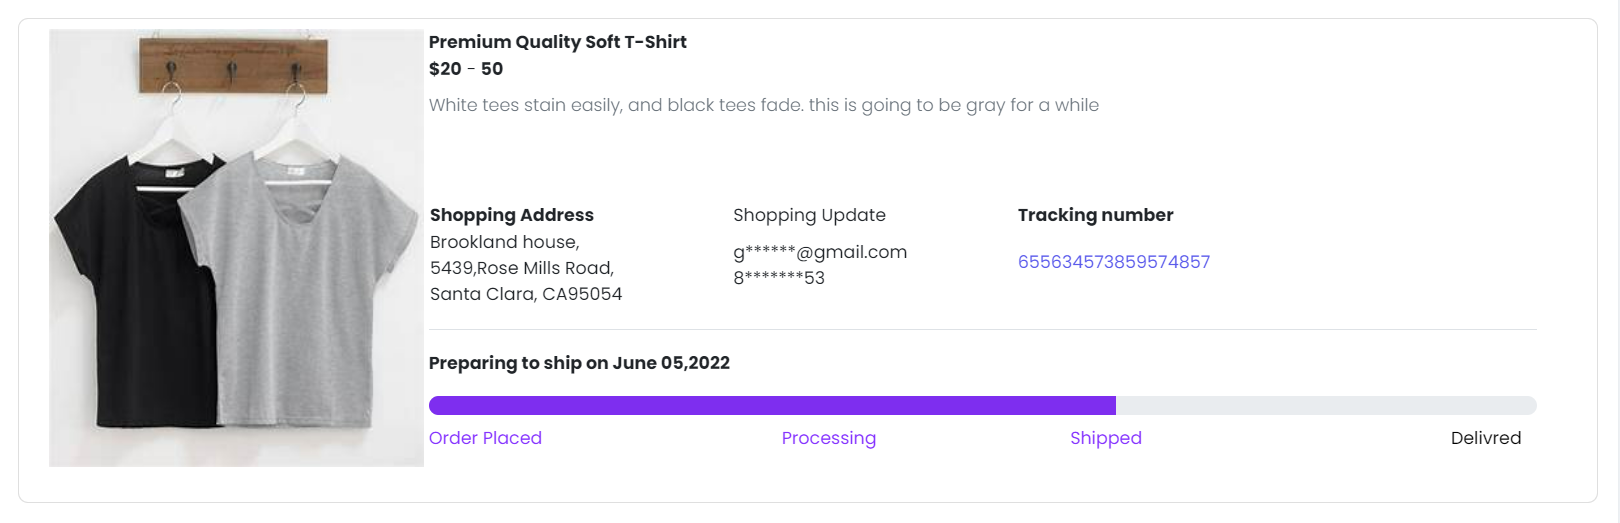 Premium Quality Soft T-Shirt
$20 - 50
White tees stain easily, and black tees fade. this is going to be gray for a while
Shopping Address
Brookland house,
5439,Rose Mills Road,
Santa Clara, CA95054
Shopping Update
g******@gmail.com
8*******53
Tracking number
655634573859574857
Preparing to ship on June 05,2022
Order Placed
Processing
Shipped
Delivred